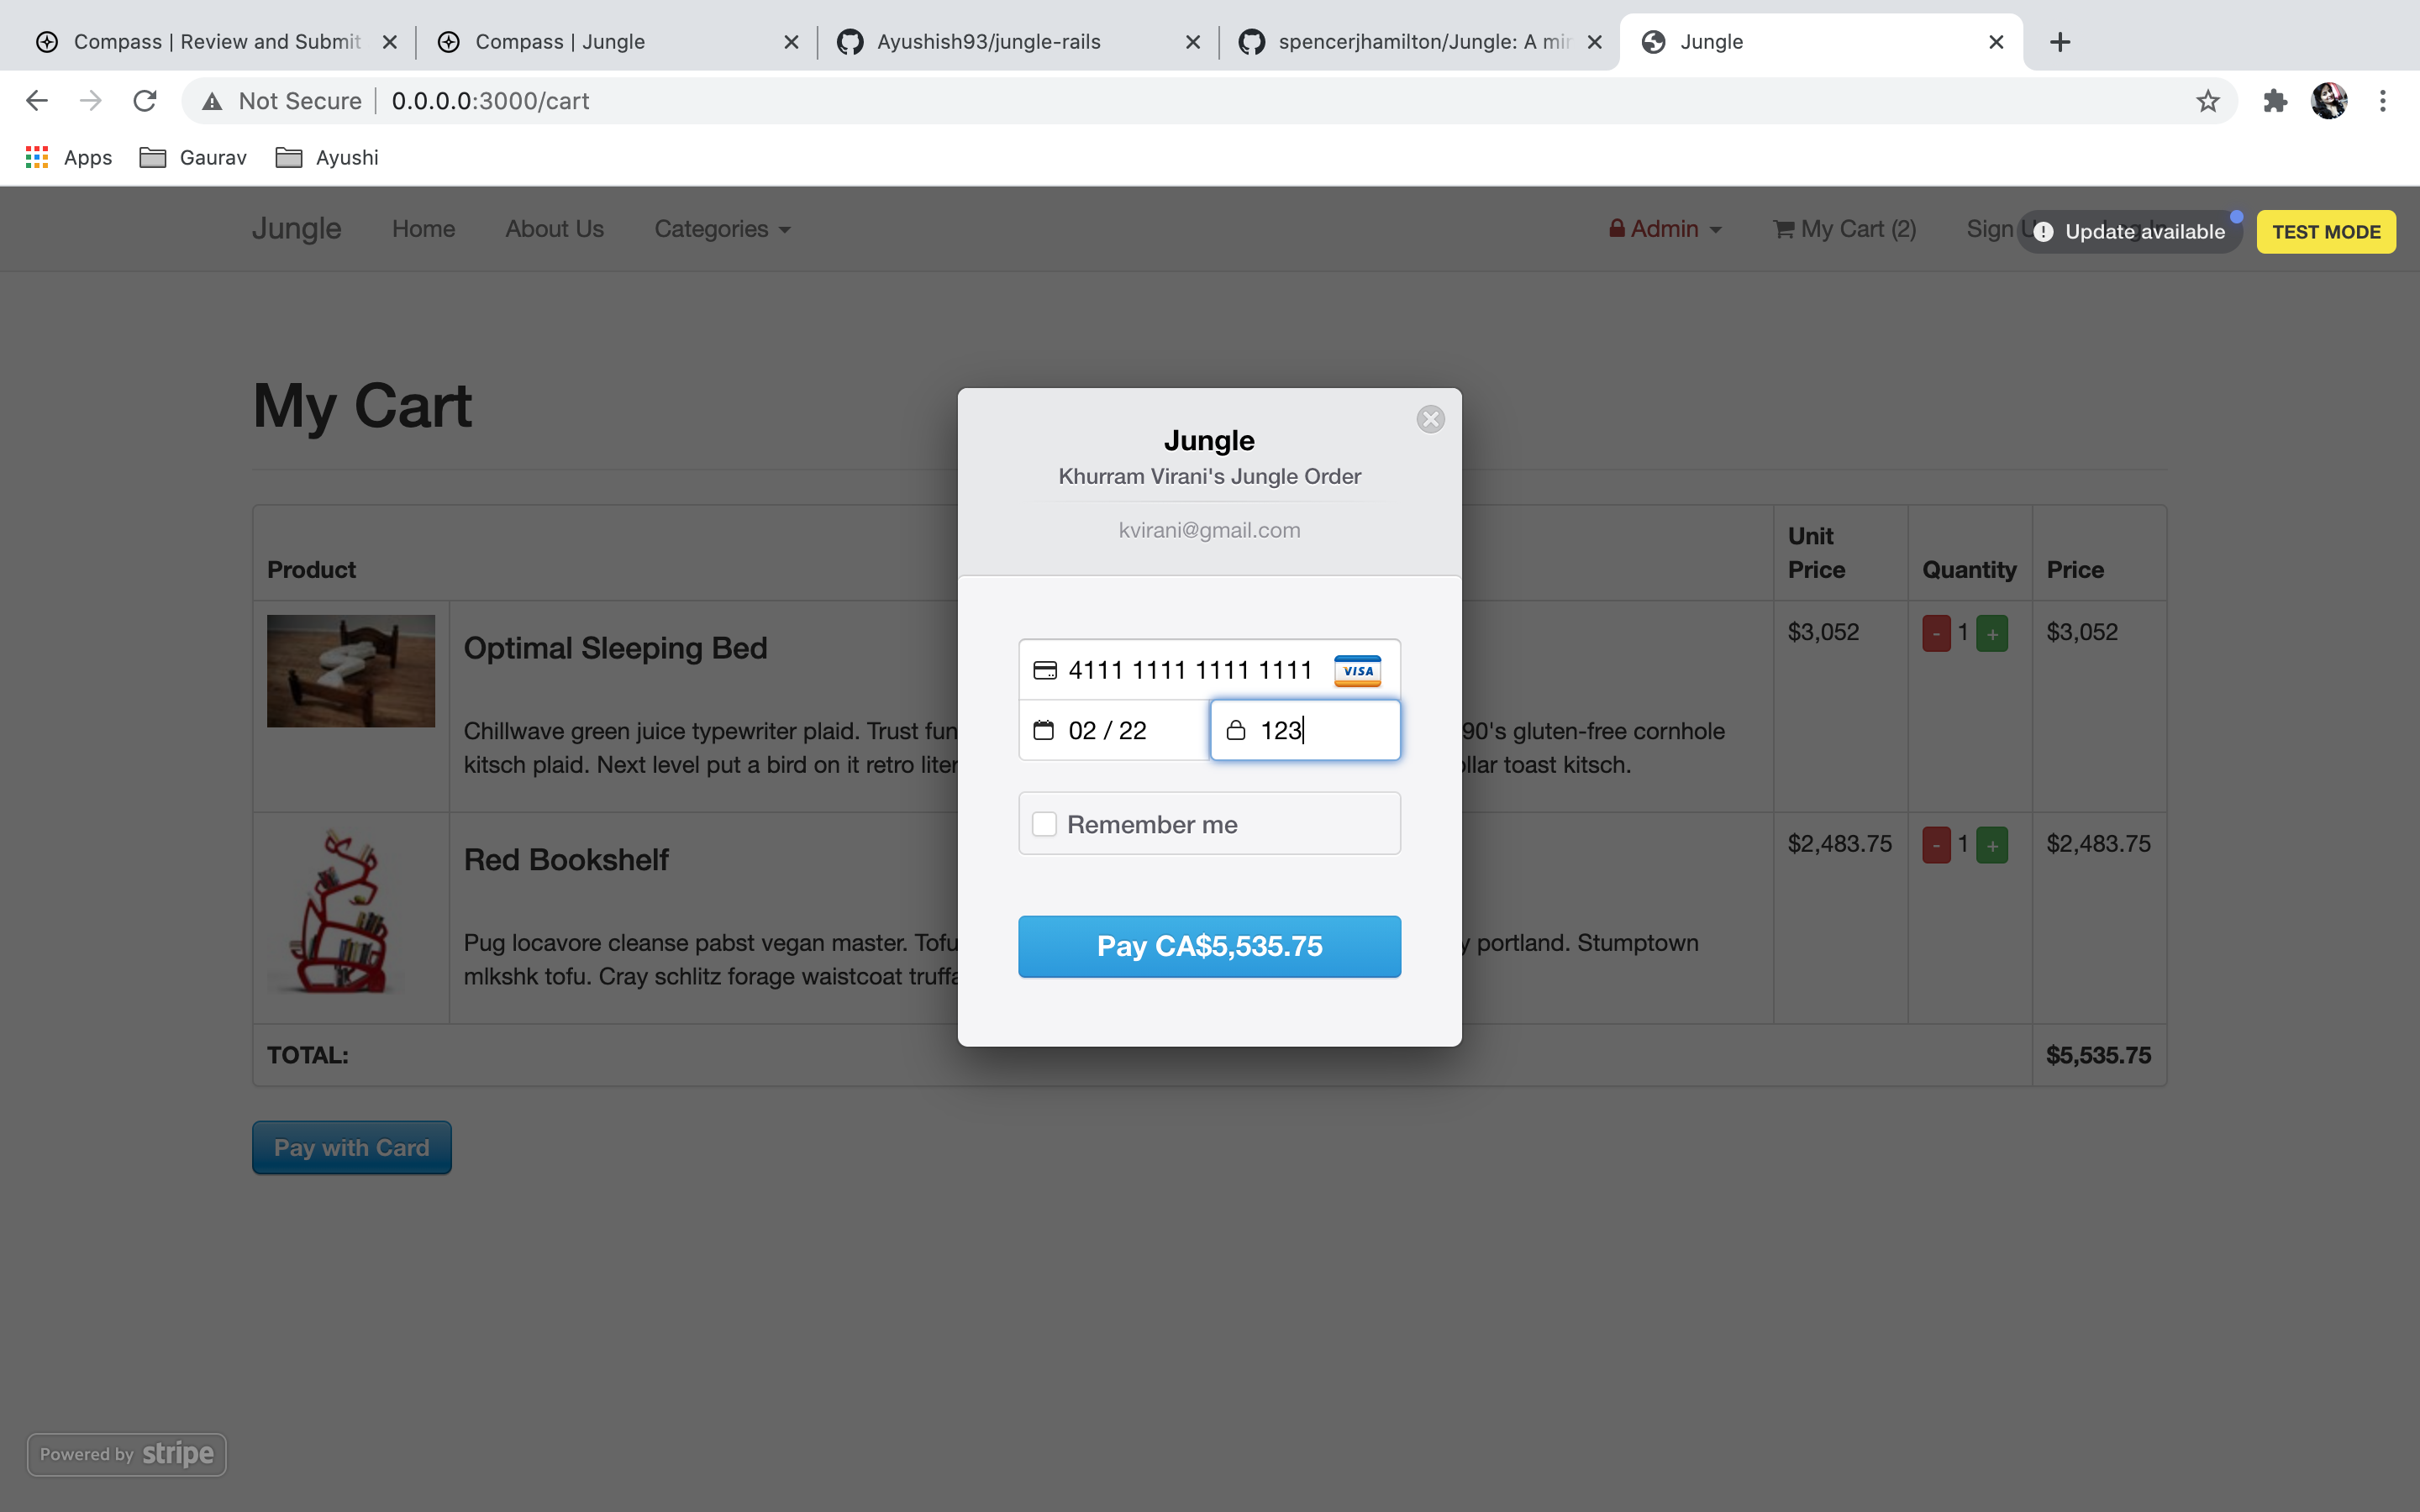 Compass | Review and Submit
Compass | Jungle
Ayushish93/jungle-rails
spencerjhamilton/Jungle: A mir
Jungle
Not Secure
0.0.0.0:3000/cart
Apps
Gaurav
Ayushi
Jungle
Home
About Us
Categories
Admin
My Cart (2)
Sign
Update available
TEST MODE
My Cart
Jungle
Khurram Virani's Jungle Order
kvirani@gmail.com
Product
Unit
Price
Quantity
Price
Optimal Sleeping Bed
$3,052
- 1 +
$3,052
4111 1111 1111 1111
VISA
02 / 22
123
Chillwave green juice typewriter plaid. Trust fun
90's gluten-free cornhole
kitsch plaid. Next level put a bird on it retro liter
llar toast kitsch.
Remember me
Red Bookshelf
$2,483.75
- 1 +
$2,483.75
Pug locavore cleanse pabst vegan master. Tofu
y portland. Stumptown
mlkshk tofu. Cray schlitz forage waistcoat truffa
Pay CA$5,535.75
TOTAL:
$5,535.75
Pay with Card
Powered by stripe